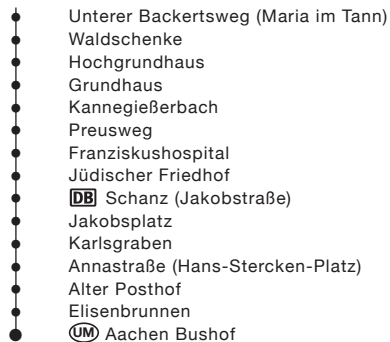 Unterer Backertsweg (Maria im Tann)
Waldschenke
Hochgrundhaus
Grundhaus
Kannegießerbach
Preusweg
Franziskushospital
Jüdischer Friedhof
DB Schanz (Jakobstraße)
Jakobsplatz
Karlsgraben
Annastraße (Hans-Stercken-Platz)
Alter Posthof
Elisenbrunnen
UM Aachen Bushof